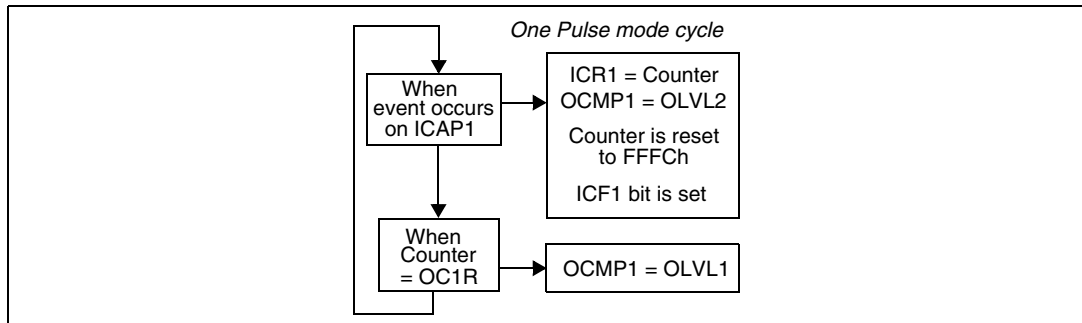 One Pulse mode cycle
When
event occurs
on ICAP1
ICR1 = Counter
OCMP1 = OLVL2
Counter is reset
to FFFCh
ICF1 bit is set
When
Counter
= OC1R
OCMP1 = OLVL1